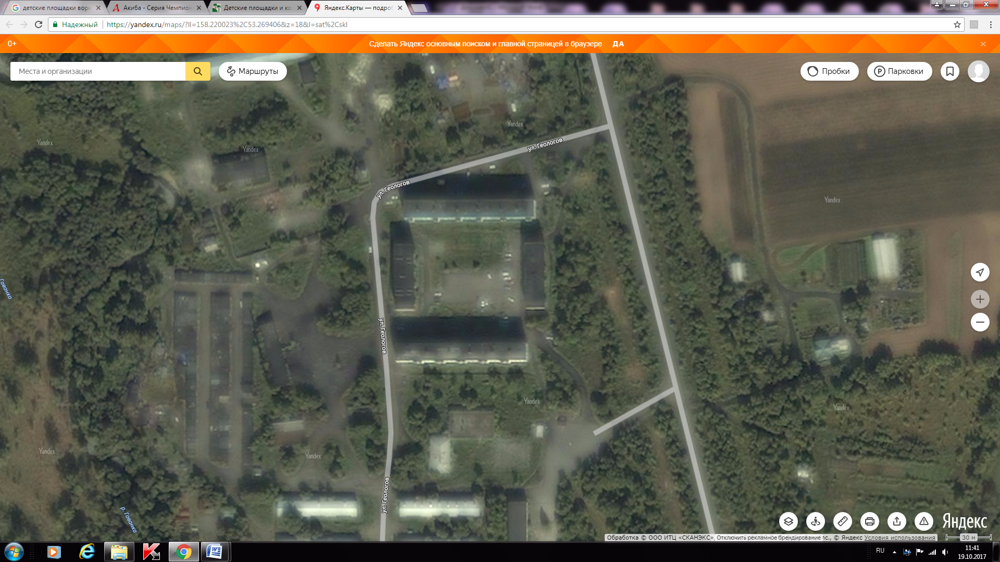 детские площадки ворк
Акиба - Серия Чемпион
Детские площадки и ко
Яндекс.Карты — подроб
Надежный
https://yandex.ru/maps/?ll=158.220023%2C53.269406&z=18&l=sat%2Cskl
0+
Сделать Яндекс основным поиском и главной страницей в браузере ДА
Места и организации
Маршруты
Пробки
Парковки
Yandex
Yandex
Yandex
ул. Геологов
ул. Геологов
Yandex
Гаванка
ул. Геологов
Yandex
Yandex
Yandex
Yandex
ул. Геологов
р. Гаванка
Яндекс
Обработка © ООО ИТЦ «СКАНЭКС», Отключить рекламное брендирование nc., © Яндекс Условия использования
30 м
RU
11:41
19.10.2017